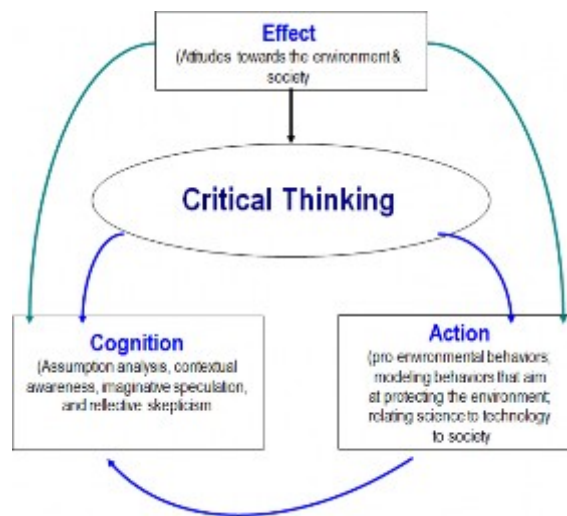 Effect
(Attitudes towards the environment &
society
Critical Thinking
Cognition
(Assumption analysis, contextual
awareness, imaginative speculation,
and reflective skepticism
Action
(pro environmental behaviors;
modeling behaviors that aim
at protecting the environment;
relating science to technology
to society